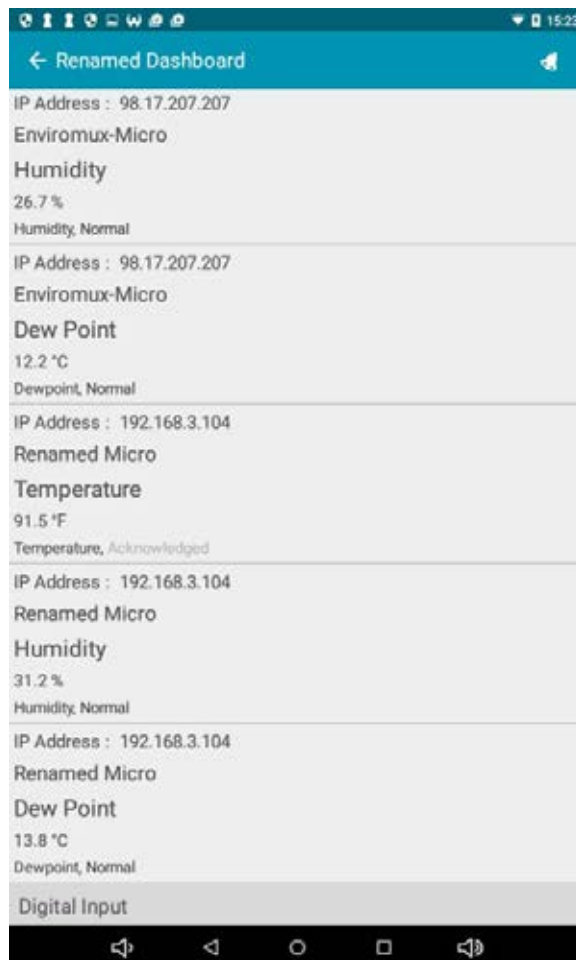 15:23
← Renamed Dashboard
IP Address : 98.17.207.207
Enviromux-Micro
Humidity
26.7 %
Humidity, Normal
IP Address : 98.17.207.207
Enviromux-Micro
Dew Point
12.2 °C
Dewpoint, Normal
IP Address : 192.168.3.104
Renamed Micro
Temperature
91.5 °F
Temperature, Acknowledged
IP Address : 192.168.3.104
Renamed Micro
Humidity
31.2 %
Humidity, Normal
IP Address : 192.168.3.104
Renamed Micro
Dew Point
13.8 °C
Dewpoint, Normal
Digital Input